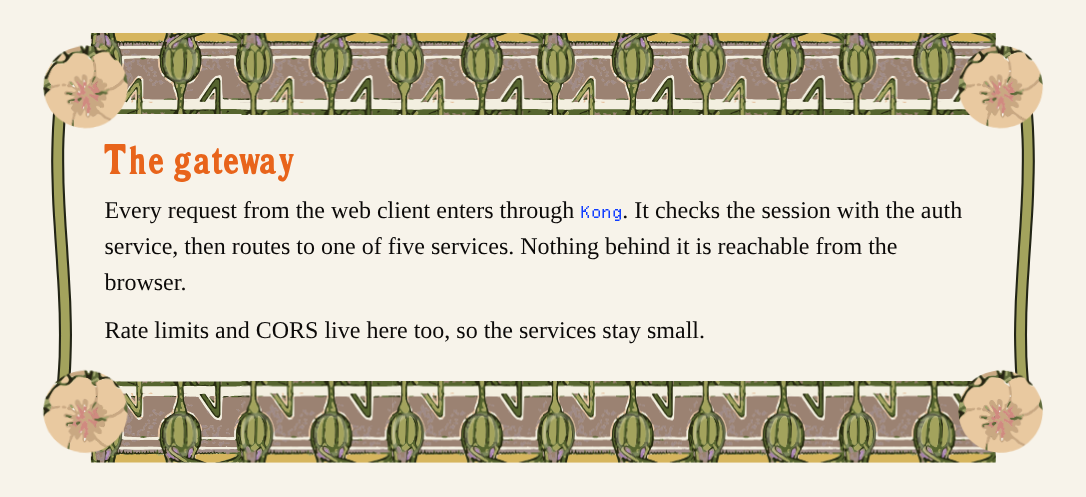 The gateway
Every request from the web client enters through Kong. It checks the session with the auth
service, then routes to one of five services. Nothing behind it is reachable from the
browser.
Rate limits and CORS live here too, so the services stay small.